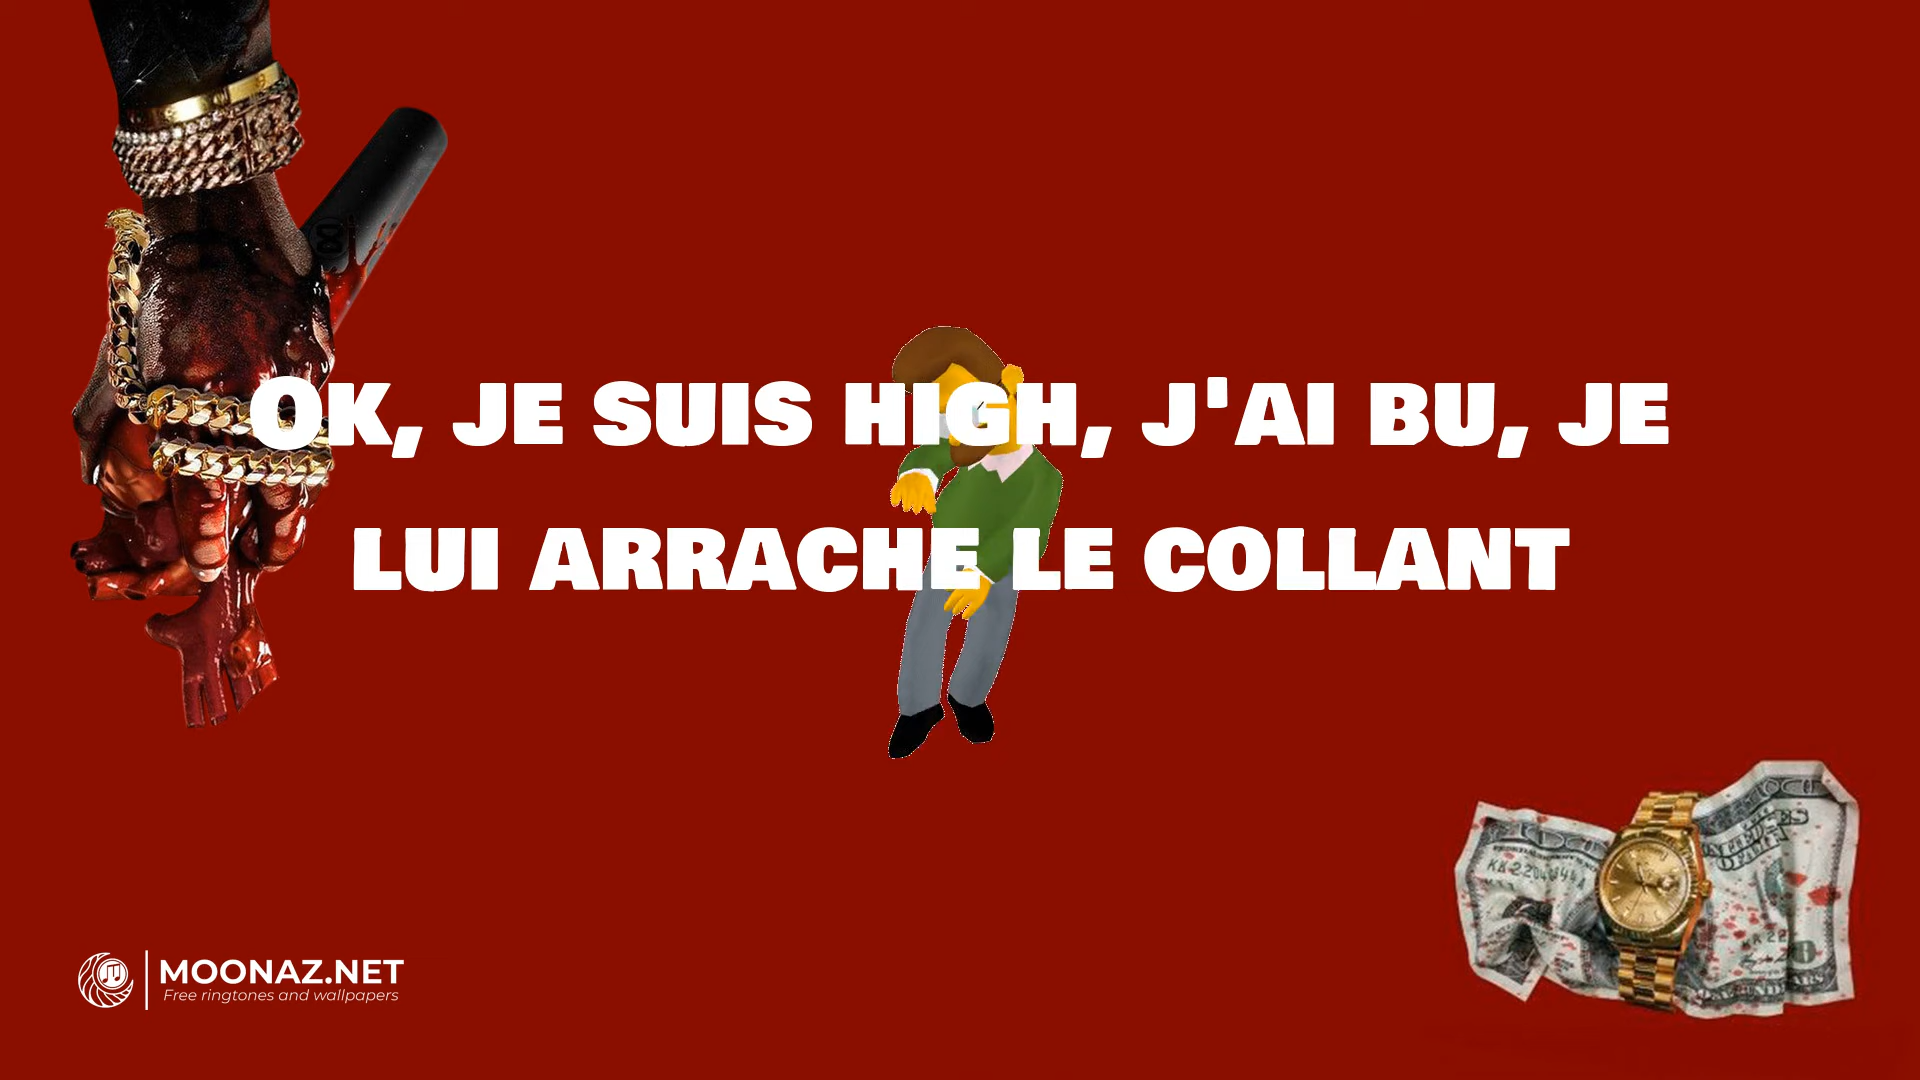 Ok, je suis high, j'ai bu, je
lui arrache le collant
MOONAZ.NET
Free ringtones and wallpapers